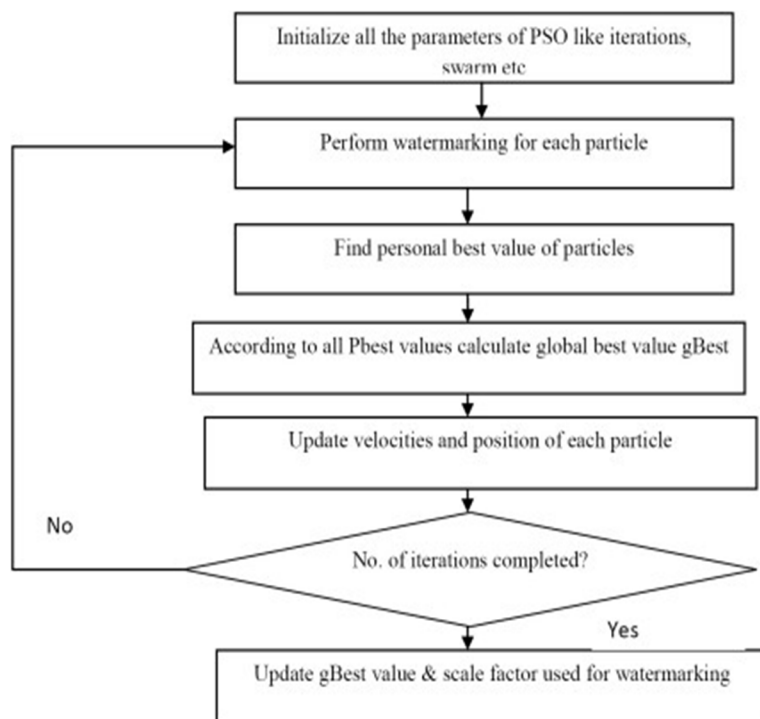 Initialize all the parameters of PSO like iterations,
swarm etc
Perform watermarking for each particle
Find personal best value of particles
According to all Pbest values calculate global best value gBest
Update velocities and position of each particle
No
No. of iterations completed?
Yes
Update gBest value & scale factor used for watermarking